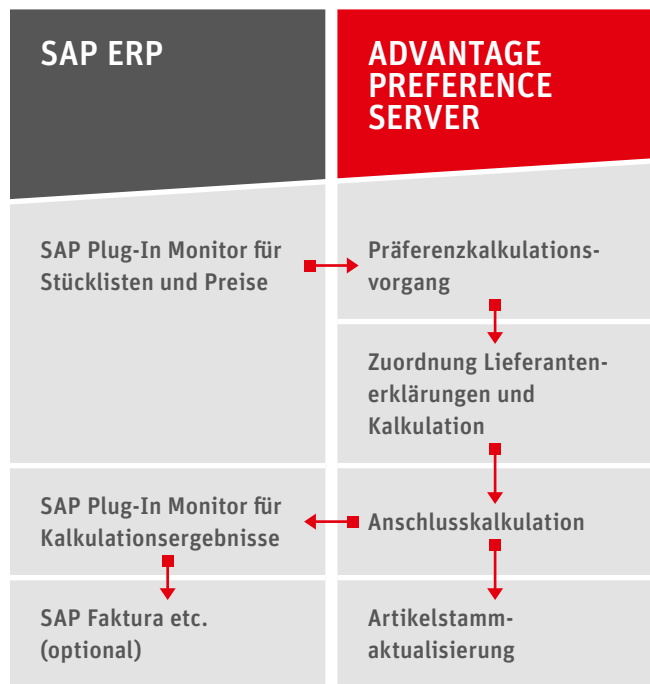 SAP ERP
ADVANTAGE
PREFERENCE
SERVER
SAP Plug-In Monitor für
Stücklisten und Preise
Präferenzkalkulations-
vorgang
Zuordnung Lieferanten-
erklärungen und
Kalkulation
SAP Plug-In Monitor für
Kalkulationsergebnisse
Anschlusskalkulation
SAP Faktura etc.
(optional)
Artikelstamm-
aktualisierung